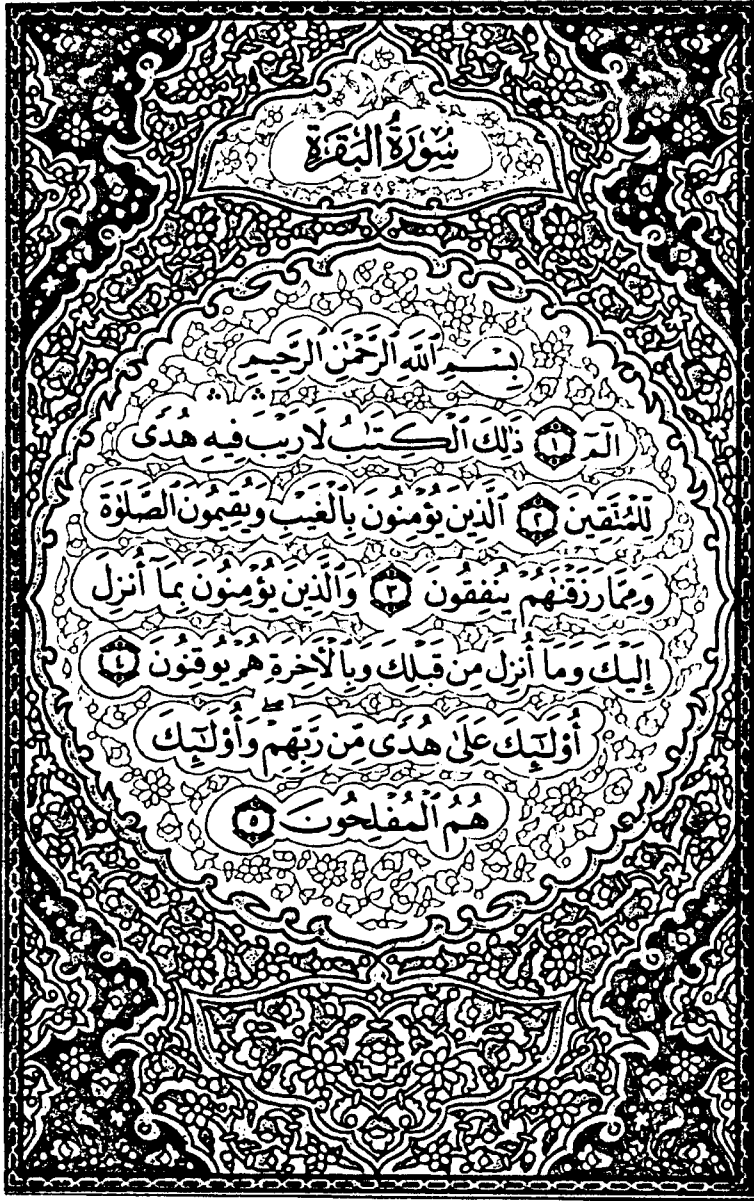 سُورَةُ البَقَرَةِ
بِسۡمِ ٱللَّهِ ٱلرَّحۡمَٰنِ ٱلرَّحِيمِ
الٓمٓ ١ ذَٰلِكَ ٱلۡكِتَٰبُ لَا رَيۡبَۛ فِيهِۛ هُدٗى
لِّلۡمُتَّقِينَ ٢ ٱلَّذِينَ يُؤۡمِنُونَ بِٱلۡغَيۡبِ وَيُقِيمُونَ ٱلصَّلَوٰةَ
وَمِمَّا رَزَقۡنَٰهُمۡ يُنفِقُونَ ٣ وَٱلَّذِينَ يُؤۡمِنُونَ بِمَآ أُنزِلَ
إِلَيۡكَ وَمَآ أُنزِلَ مِن قَبۡلِكَ وَبِٱلۡأٓخِرَةِ هُمۡ يُوقِنُونَ ٤
أُوْلَٰٓئِكَ عَلَىٰ هُدٗى مِّن رَّبِّهِمۡۖ وَأُوْلَٰٓئِكَ
هُمُ ٱلۡمُفۡلِحُونَ ٥